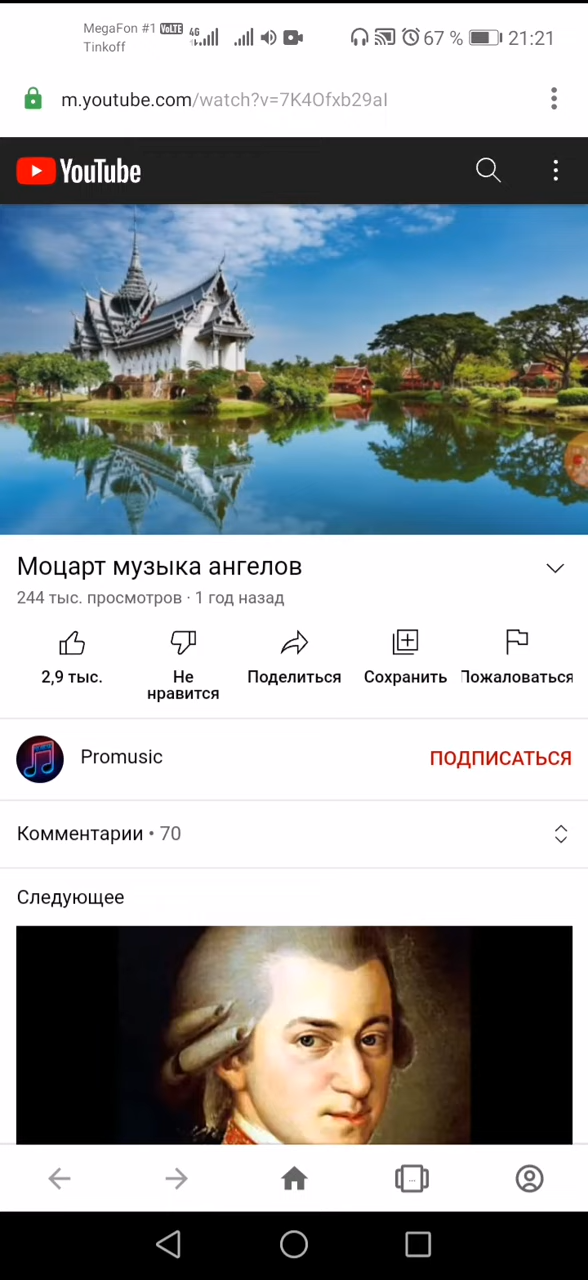 MegaFon #1 VoLTE 4G 67 % 21:21
Tinkoff
m.youtube.com/watch?v=7K4Ofxb29aI
YouTube
Моцарт музыка ангелов
244 тыс. просмотров · 1 год назад
2,9 тыс. Не нравится Поделиться Сохранить Пожаловаться
Promusic ПОДПИСАТЬСЯ
Комментарии • 70
Следующее